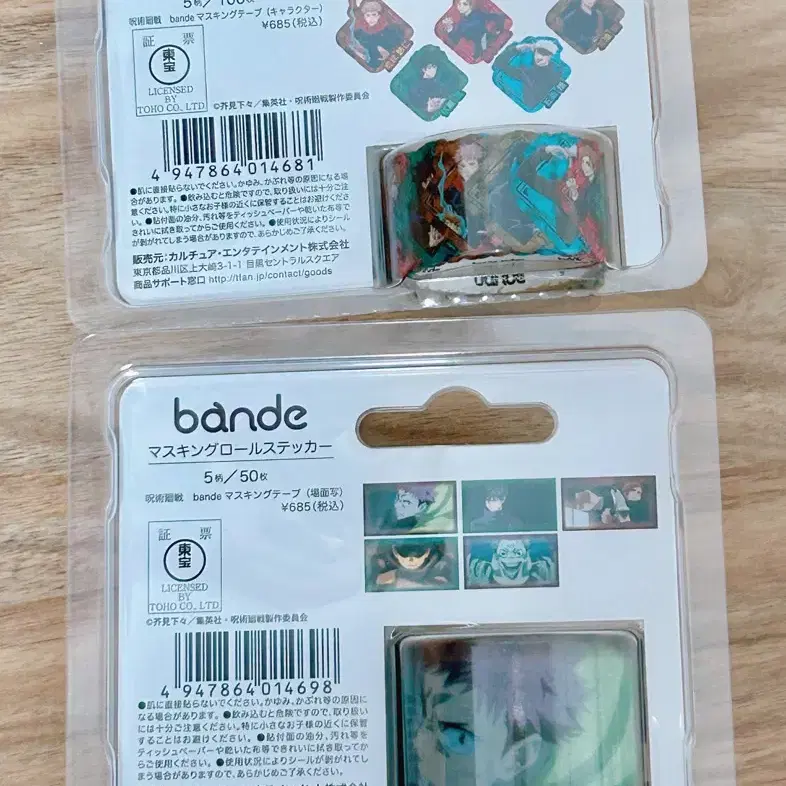 5柄/100枚
呪術廻戦 bande マスキングテープ(キャラクター)
¥685(税込)
証 票
東宝
LICENSED
BY
TOHO CO., LTD
©芥見下々/集英社・呪術廻戦製作委員会
4 947864 014681
●肌に直接貼らないでください。かゆみ、かぶれ等の原因になる場
合があります。●飲み込むと危険ですので、取り扱いには十分ご注
意ください。特に小さなお子様の近くに保管することはお避けくださ
い。●貼付面の油分、汚れ等をティッシュペーパーや乾いた布等で
きれいに拭き取ってからご使用ください。●使用状況によりシール
が剥がれてしまう場合がありますので、あらかじめご了承ください。
販売元:カルチュア・エンタテインメント株式会社
東京都品川区上大崎3-1-1 目黒セントラルスクエア
商品サポート窓口 http://tfan.jp/contact/goods
bande
bande
マスキングロールステッカー
5柄/50枚
呪術廻戦 bande マスキングテープ(場面写)
¥685(税込)
証 票
東宝
LICENSED
BY
TOHO CO., LTD
©芥見下々/集英社・呪術廻戦製作委員会
4 947864 014698
●肌に直接貼らないでください。かゆみ、かぶれ等の原因に
なる場合があります。●飲み込むと危険ですので、取り扱い
には十分ご注意ください。特に小さなお子様の近くに保管
することはお避けください。●貼付面の油分、汚れ等を
ティッシュペーパーや乾いた布等できれいに拭き取って
からご使用ください。●使用状況によりシールが剥がれてし
まう場合がありますので、あらかじめご了承ください。